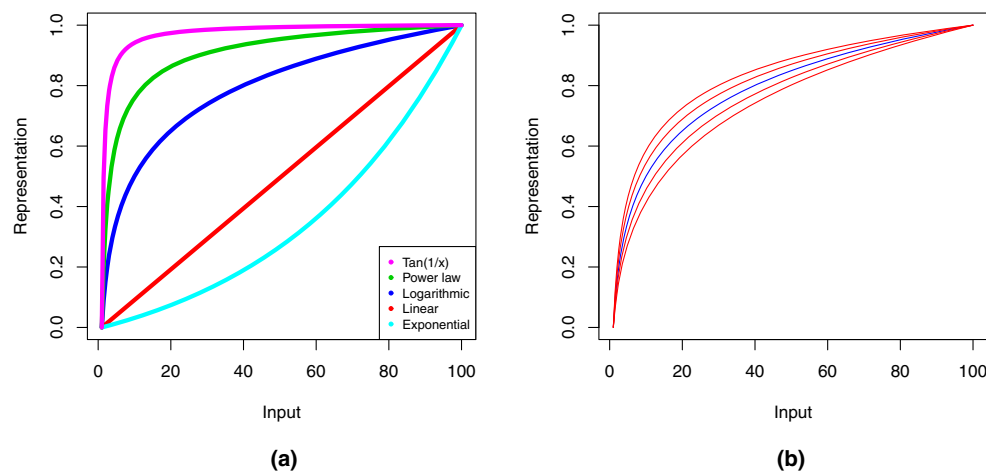 Representation
1.0
0.8
0.6
0.4
0.2
0.0
Tan(1/x)
Power law
Logarithmic
Linear
Exponential
0 20 40 60 80 100
Input
(a)
Representation
1.0
0.8
0.6
0.4
0.2
0.0
0 20 40 60 80 100
Input
(b)